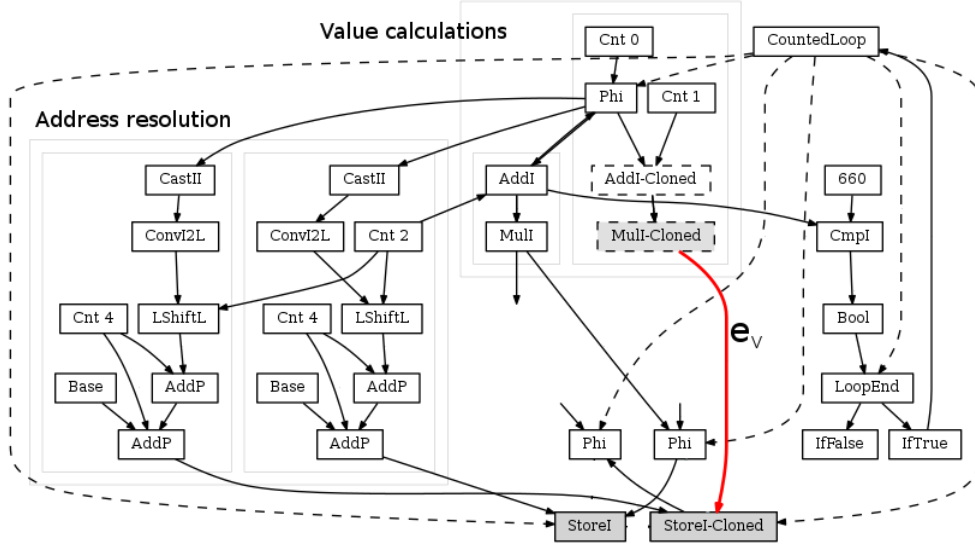 Value calculations
Cnt 0
CountedLoop
Phi
Cnt 1
Address resolution
CastII
CastII
AddI
AddI-Cloned
660
ConvI2L
ConvI2L
Cnt 2
MulI
MulI-Cloned
CmpI
Cnt 4
LShiftL
Cnt 4
LShiftL
Bool
eV
Base
AddP
Base
AddP
LoopEnd
AddP
AddP
Phi
Phi
IfFalse
IfTrue
StoreI
StoreI-Cloned